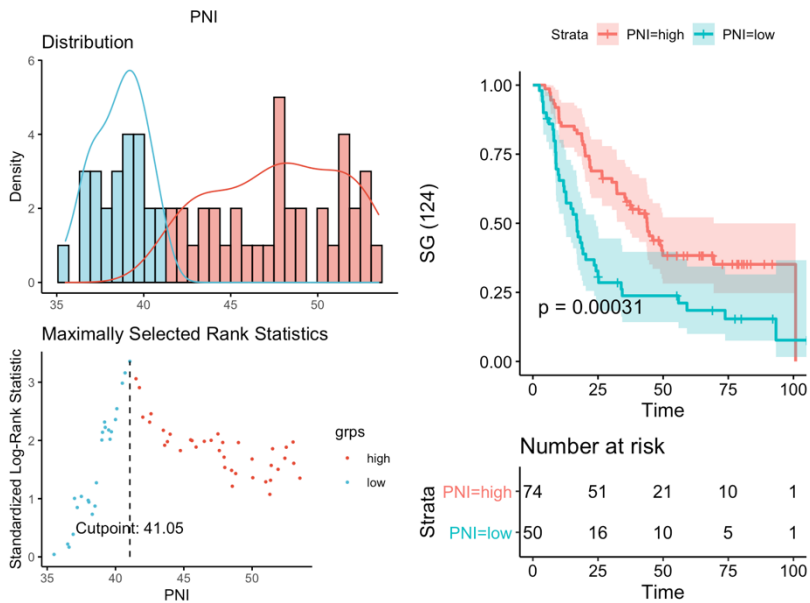 PNI
Distribution
6
4
2
0
Density
35 40 45 50
Maximally Selected Rank Statistics
3
2
1
0
Standardized Log-Rank Statistic
Cutpoint: 41.05
35 40 45 50
PNI
grps
high
low
Strata PNI=high PNI=low
1.00
0.75
0.50
0.25
0.00
SG (124)
p = 0.00031
0 25 50 75 100
Time
Number at risk
Strata
PNI=high 74 51 21 10 1
PNI=low 50 16 10 5 1
0 25 50 75 100
Time